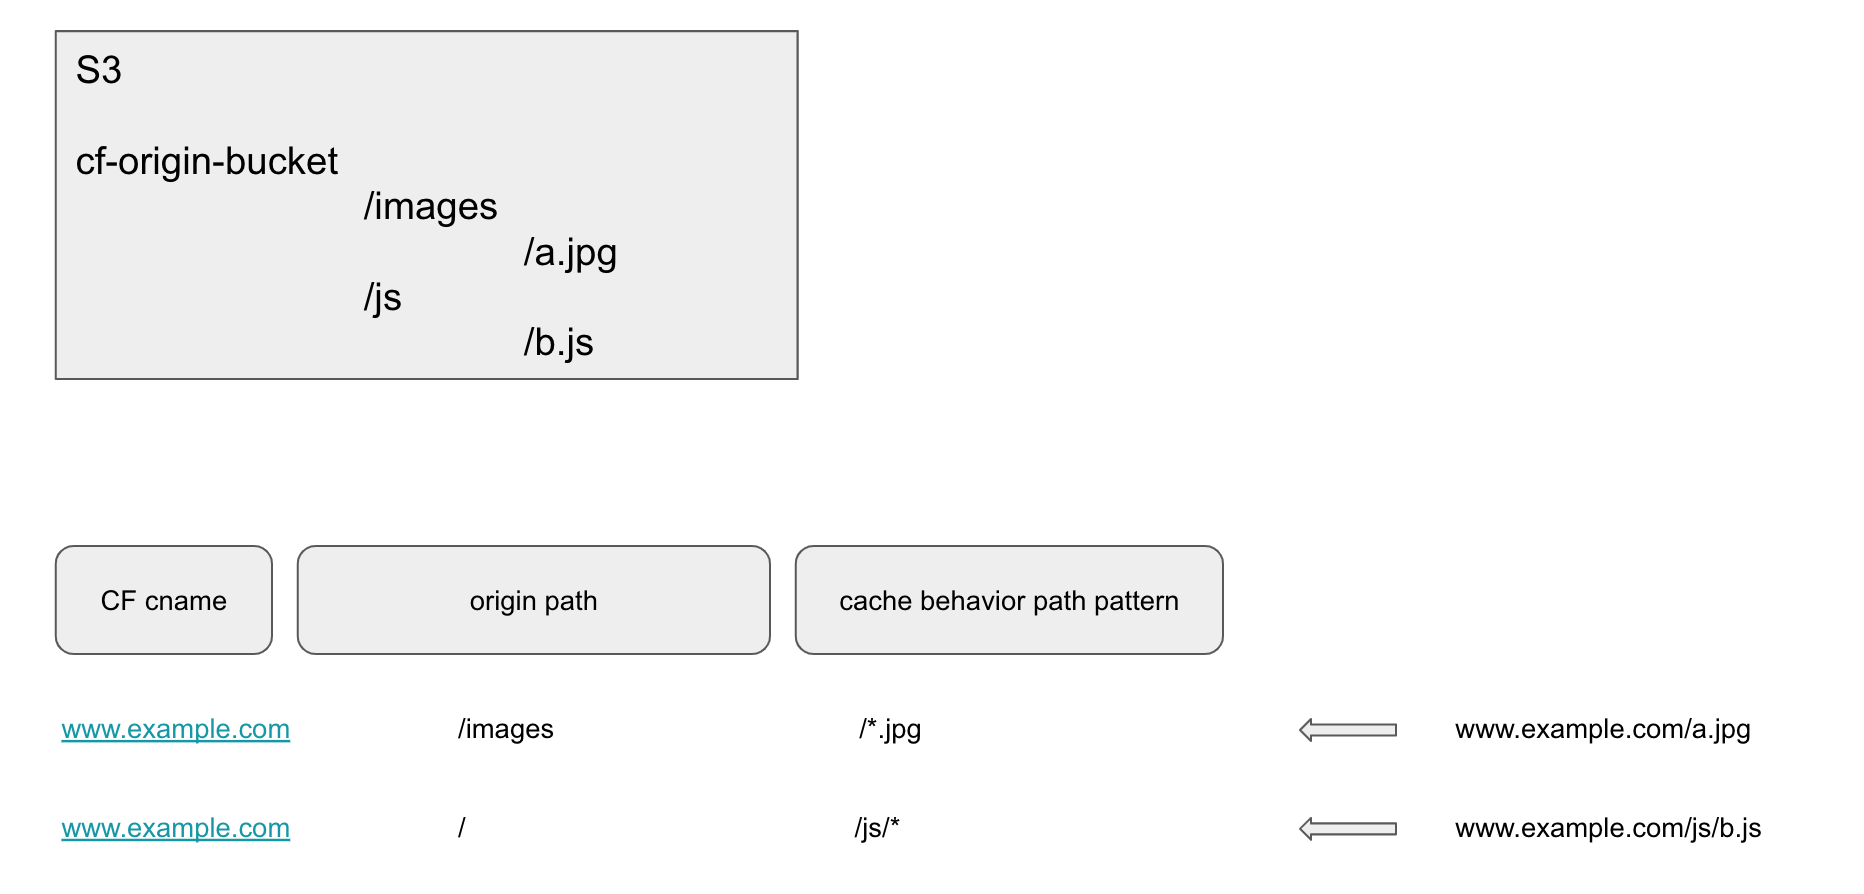 S3
cf-origin-bucket
/images
/a.jpg
/js
/b.js
CF cname
origin path
cache behavior path pattern
www.example.com /images /*.jpg www.example.com/a.jpg
www.example.com / /js/* www.example.com/js/b.js